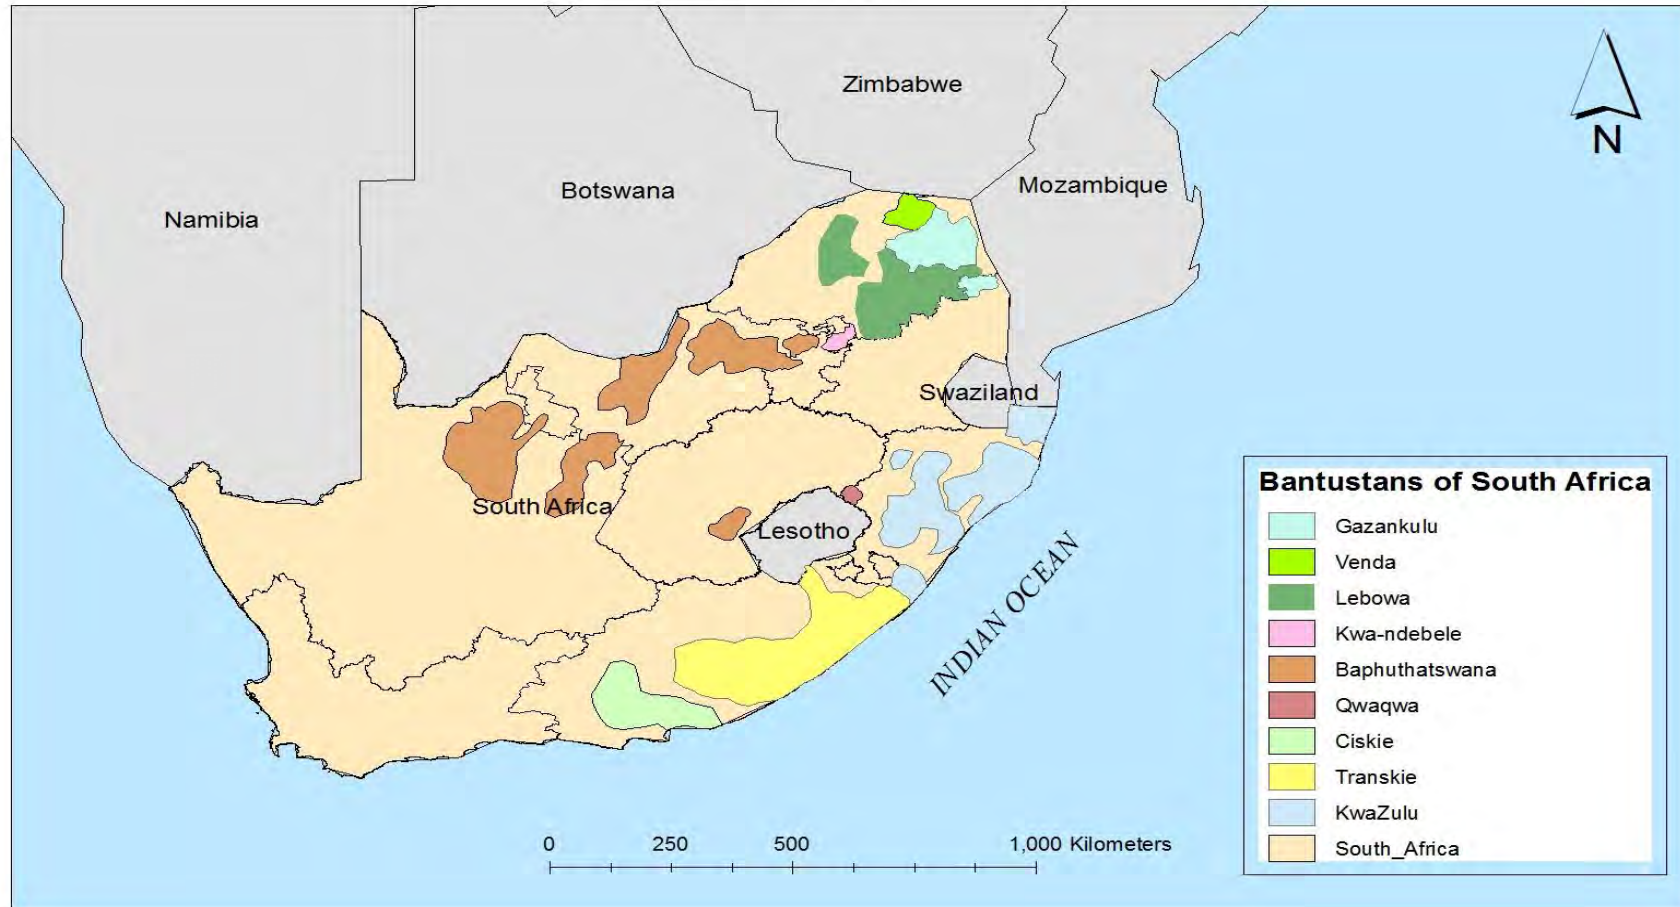 Zimbabwe
N
Mozambique
Botswana
Namibia
Swaziland
South Africa
Lesotho
INDIAN OCEAN
Bantustans of South Africa
Gazankulu
Venda
Lebowa
Kwa-ndebele
Baphuthatswana
Qwaqwa
Ciskie
Transkie
KwaZulu
South_Africa
0 250 500 1,000 Kilometers